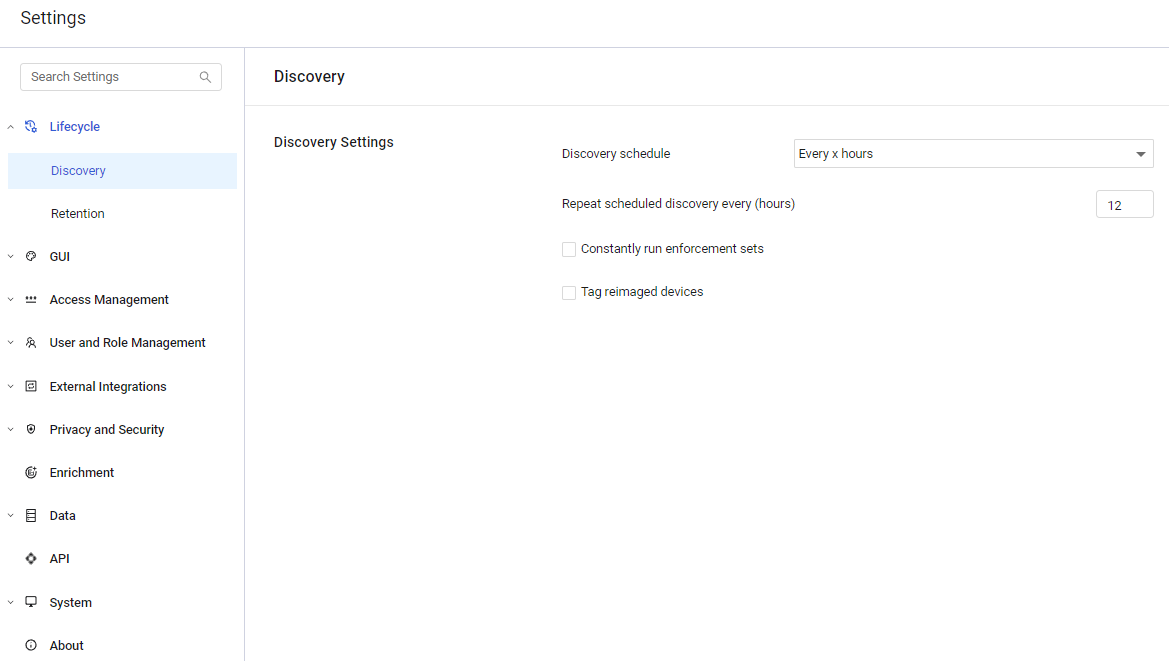 Settings
Search Settings
Lifecycle
Discovery
Retention
GUI
Access Management
User and Role Management
External Integrations
Privacy and Security
Enrichment
Data
API
System
About
Discovery
Discovery Settings
Discovery schedule
Every x hours
Repeat scheduled discovery every (hours)
12
Constantly run enforcement sets
Tag reimaged devices